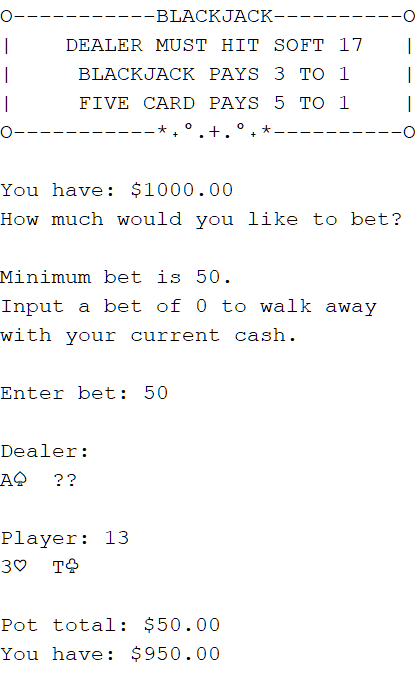 O-----------BLACKJACK----------O
|    DEALER MUST HIT SOFT 17   |
|     BLACKJACK PAYS 3 TO 1    |
|     FIVE CARD PAYS 5 TO 1    |
O-----------*˖°.+.°˖*----------O
You have: $1000.00
How much would you like to bet?
Minimum bet is 50.
Input a bet of 0 to walk away
with your current cash.
Enter bet: 50
Dealer:
A♤  ??
Player: 13
3♡  T♧
Pot total: $50.00
You have: $950.00